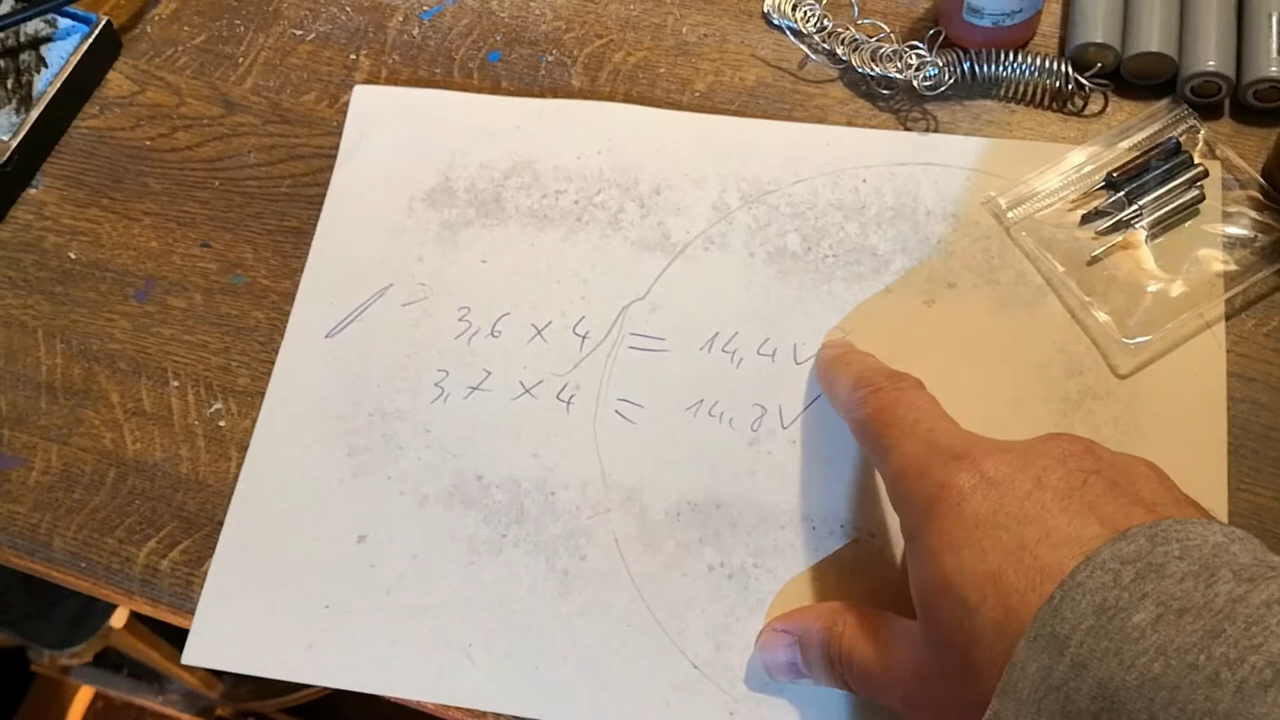 3,6 x 4 = 14,4V
3,7 x 4 = 14,8V